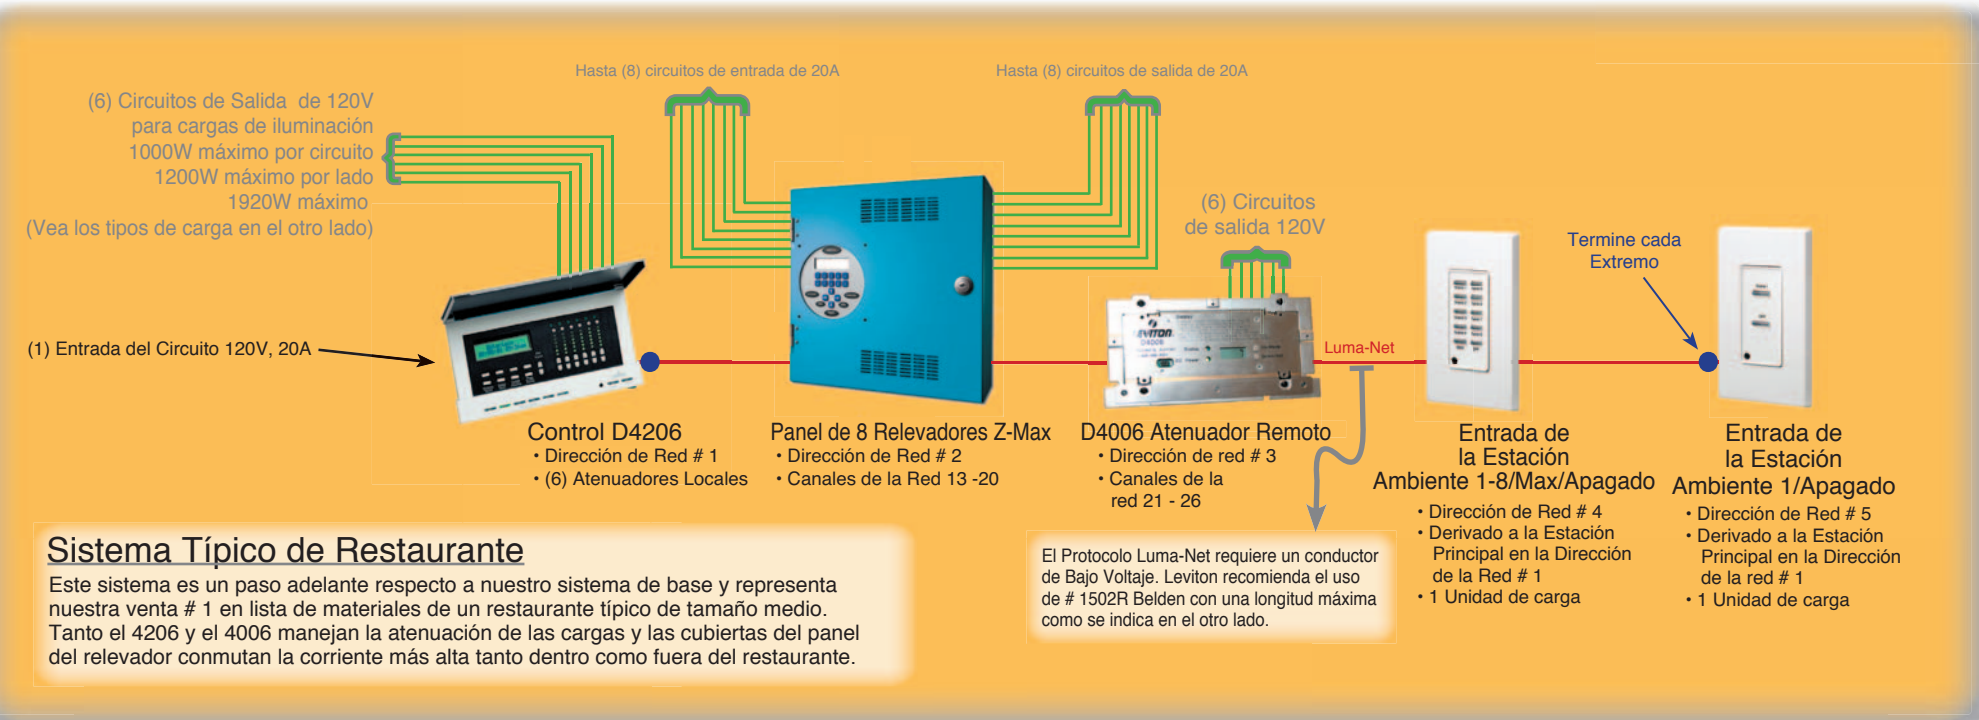 Hasta (8) circuitos de entrada de 20A
Hasta (8) circuitos de salida de 20A
(6) Circuitos de Salida de 120V
para cargas de iluminación
1000W máximo por circuito
1200W máximo por lado
1920W máximo
(Vea los tipos de carga en el otro lado)
(6) Circuitos
de salida 120V
Termine cada
Extremo
(1) Entrada del Circuito 120V, 20A
LEVITON
D4006
Luma-Net
Control D4206
• Dirección de Red # 1
• (6) Atenuadores Locales
Panel de 8 Relevadores Z-Max
• Dirección de Red # 2
• Canales de la Red 13 -20
D4006 Atenuador Remoto
• Dirección de red # 3
• Canales de la
red 21 - 26
Entrada de
la Estación
Ambiente 1-8/Max/Apagado
• Dirección de Red # 4
• Derivado a la Estación
Principal en la Dirección
de la Red # 1
• 1 Unidad de carga
Entrada de
la Estación
Ambiente 1/Apagado
• Dirección de Red # 5
• Derivado a la Estación
Principal en la Dirección
de la red # 1
• 1 Unidad de carga
Sistema Típico de Restaurante
Este sistema es un paso adelante respecto a nuestro sistema de base y representa
nuestra venta # 1 en lista de materiales de un restaurante típico de tamaño medio.
Tanto el 4206 y el 4006 manejan la atenuación de las cargas y las cubiertas del panel
del relevador conmutan la corriente más alta tanto dentro como fuera del restaurante.
El Protocolo Luma-Net requiere un conductor
de Bajo Voltaje. Leviton recomienda el uso
de # 1502R Belden con una longitud máxima
como se indica en el otro lado.